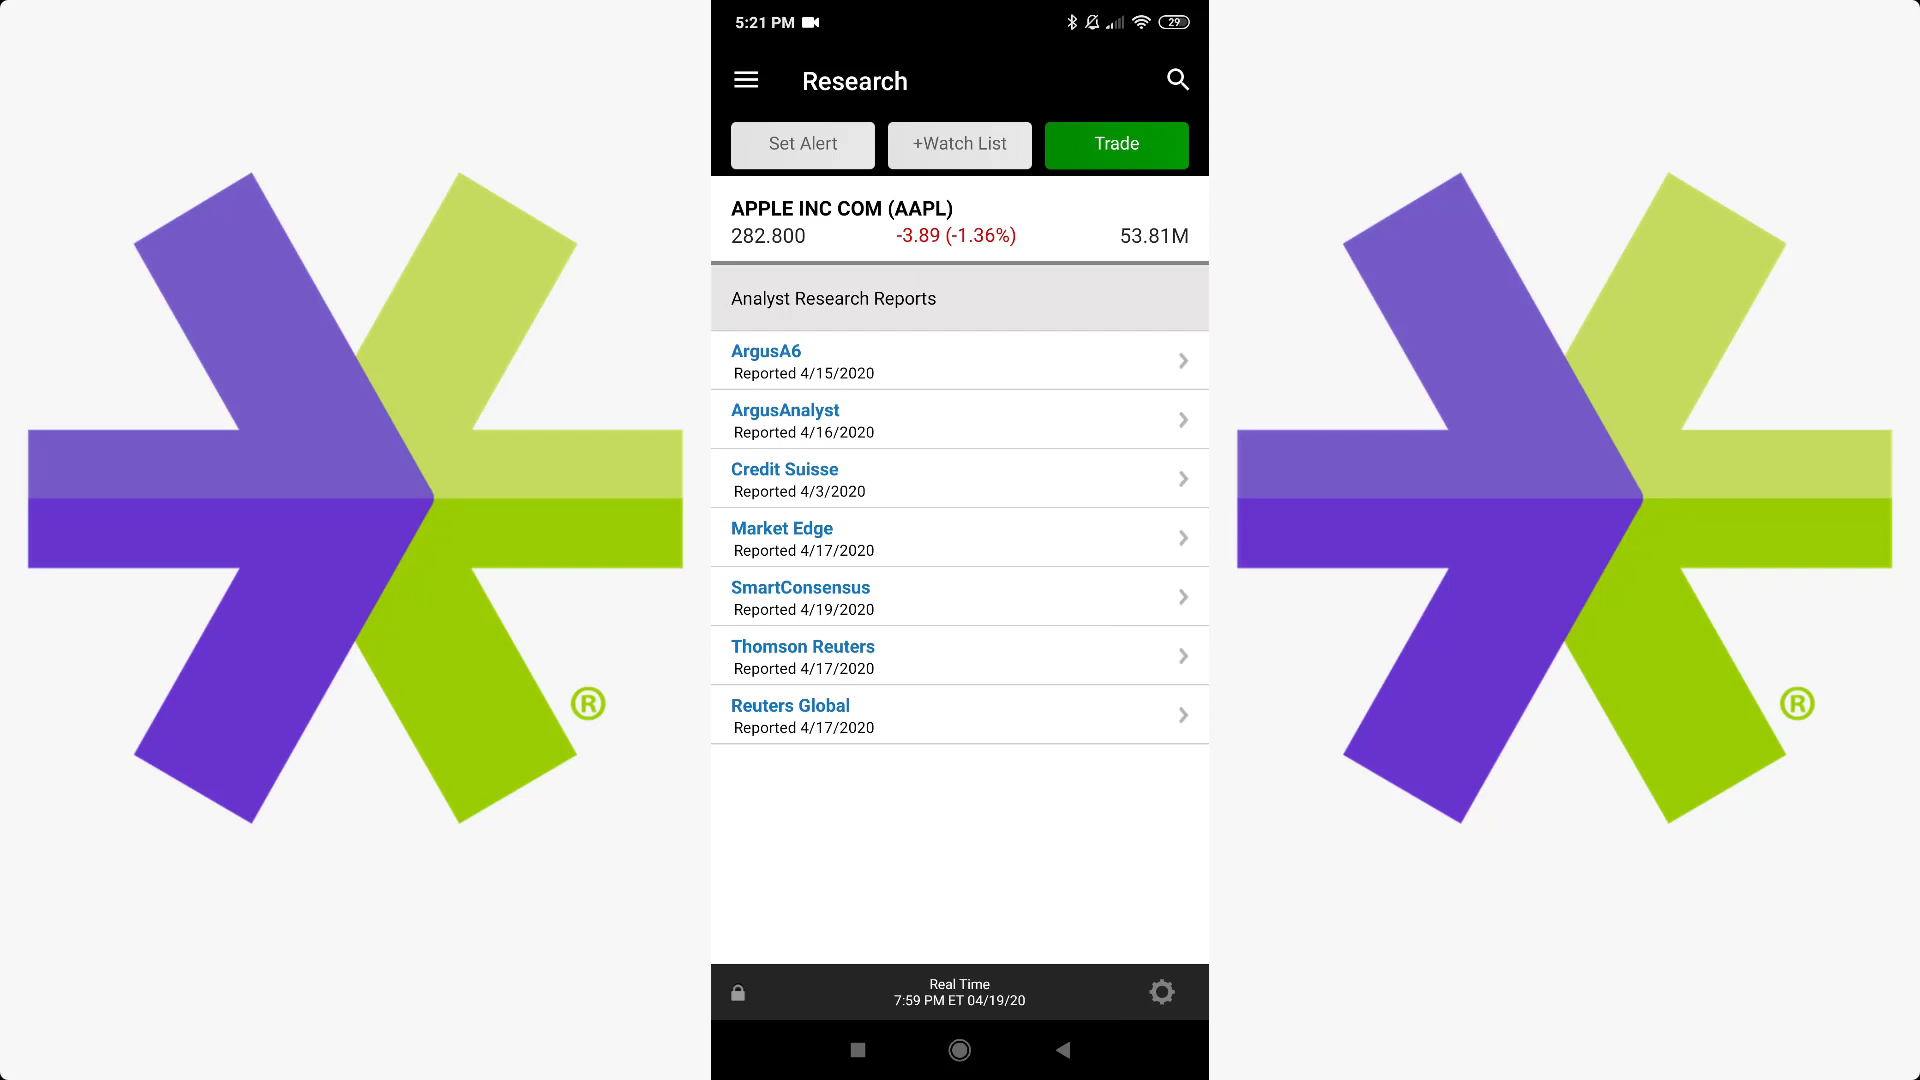 5:21 PM
29
Research
Set Alert
+Watch List
Trade
APPLE INC COM (AAPL)
282.800 -3.89 (-1.36%) 53.81M
Analyst Research Reports
ArgusA6
Reported 4/15/2020
ArgusAnalyst
Reported 4/16/2020
Credit Suisse
Reported 4/3/2020
Market Edge
Reported 4/17/2020
SmartConsensus
Reported 4/19/2020
Thomson Reuters
Reported 4/17/2020
Reuters Global
Reported 4/17/2020
Real Time
7:59 PM ET 04/19/20
®
®